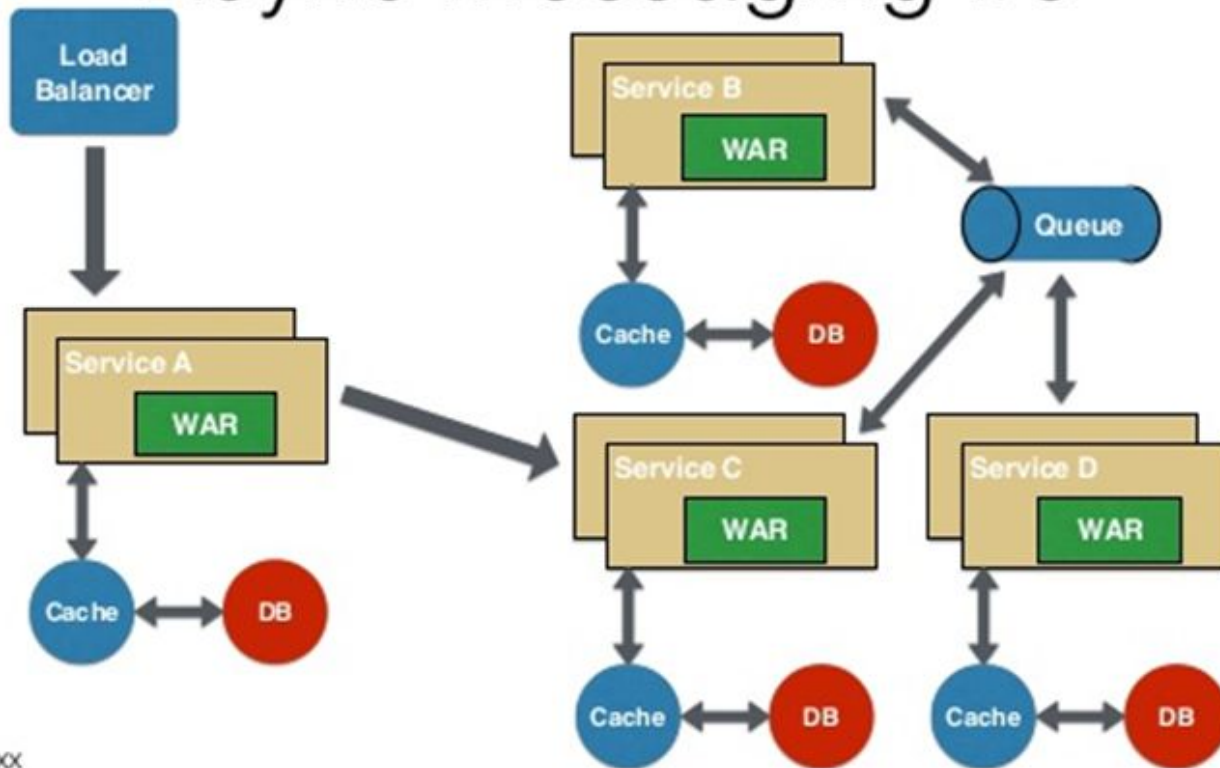 Load
Balancer
Service B
WAR
Queue
Cache
DB
Service A
WAR
Service C
WAR
Service D
WAR
Cache
DB
Cache
DB
Cache
DB
xx